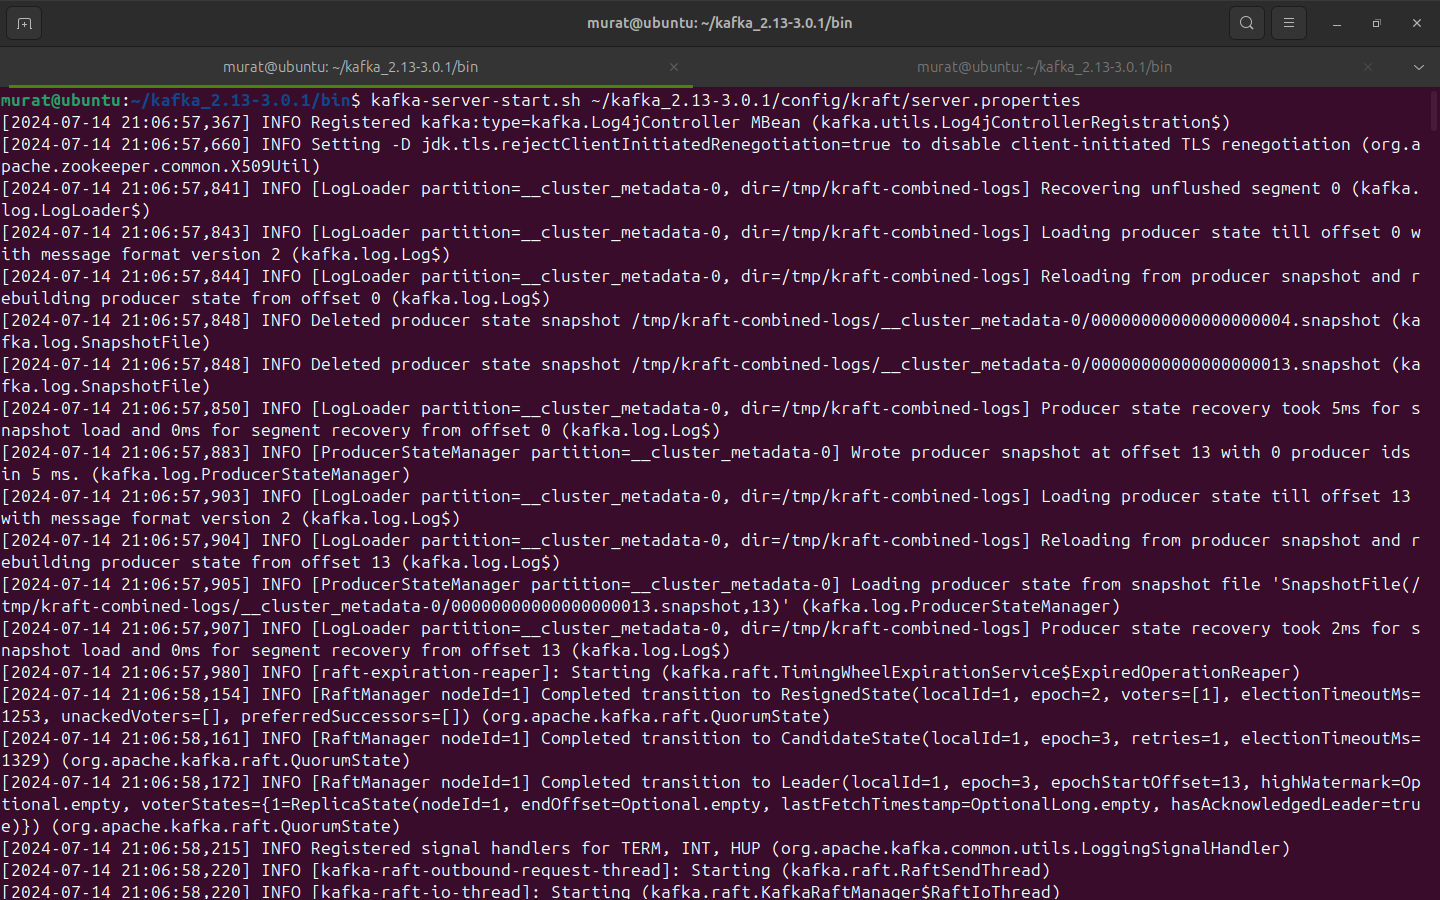 murat@ubuntu: ~/kafka_2.13-3.0.1/bin
murat@ubuntu: ~/kafka_2.13-3.0.1/bin
murat@ubuntu: ~/kafka_2.13-3.0.1/bin
murat@ubuntu:~/kafka_2.13-3.0.1/bin$ kafka-server-start.sh ~/kafka_2.13-3.0.1/config/kraft/server.properties
[2024-07-14 21:06:57,367] INFO Registered kafka:type=kafka.Log4jController MBean (kafka.utils.Log4jControllerRegistration$)
[2024-07-14 21:06:57,660] INFO Setting -D jdk.tls.rejectClientInitiatedRenegotiation=true to disable client-initiated TLS renegotiation (org.a
pache.zookeeper.common.X509Util)
[2024-07-14 21:06:57,841] INFO [LogLoader partition=__cluster_metadata-0, dir=/tmp/kraft-combined-logs] Recovering unflushed segment 0 (kafka.
log.LogLoader$)
[2024-07-14 21:06:57,843] INFO [LogLoader partition=__cluster_metadata-0, dir=/tmp/kraft-combined-logs] Loading producer state till offset 0 w
ith message format version 2 (kafka.log.Log$)
[2024-07-14 21:06:57,844] INFO [LogLoader partition=__cluster_metadata-0, dir=/tmp/kraft-combined-logs] Reloading from producer snapshot and r
ebuilding producer state from offset 0 (kafka.log.Log$)
[2024-07-14 21:06:57,848] INFO Deleted producer state snapshot /tmp/kraft-combined-logs/__cluster_metadata-0/00000000000000000004.snapshot (ka
fka.log.SnapshotFile)
[2024-07-14 21:06:57,848] INFO Deleted producer state snapshot /tmp/kraft-combined-logs/__cluster_metadata-0/00000000000000000013.snapshot (ka
fka.log.SnapshotFile)
[2024-07-14 21:06:57,850] INFO [LogLoader partition=__cluster_metadata-0, dir=/tmp/kraft-combined-logs] Producer state recovery took 5ms for s
napshot load and 0ms for segment recovery from offset 0 (kafka.log.Log$)
[2024-07-14 21:06:57,883] INFO [ProducerStateManager partition=__cluster_metadata-0] Wrote producer snapshot at offset 13 with 0 producer ids
in 5 ms. (kafka.log.ProducerStateManager)
[2024-07-14 21:06:57,903] INFO [LogLoader partition=__cluster_metadata-0, dir=/tmp/kraft-combined-logs] Loading producer state till offset 13
with message format version 2 (kafka.log.Log$)
[2024-07-14 21:06:57,904] INFO [LogLoader partition=__cluster_metadata-0, dir=/tmp/kraft-combined-logs] Reloading from producer snapshot and r
ebuilding producer state from offset 13 (kafka.log.Log$)
[2024-07-14 21:06:57,905] INFO [ProducerStateManager partition=__cluster_metadata-0] Loading producer state from snapshot file 'SnapshotFile(/
tmp/kraft-combined-logs/__cluster_metadata-0/00000000000000000013.snapshot,13)' (kafka.log.ProducerStateManager)
[2024-07-14 21:06:57,907] INFO [LogLoader partition=__cluster_metadata-0, dir=/tmp/kraft-combined-logs] Producer state recovery took 2ms for s
napshot load and 0ms for segment recovery from offset 13 (kafka.log.Log$)
[2024-07-14 21:06:57,980] INFO [raft-expiration-reaper]: Starting (kafka.raft.TimingWheelExpirationService$ExpiredOperationReaper)
[2024-07-14 21:06:58,154] INFO [RaftManager nodeId=1] Completed transition to ResignedState(localId=1, epoch=2, voters=[1], electionTimeoutMs=
1253, unackedVoters=[], preferredSuccessors=[]) (org.apache.kafka.raft.QuorumState)
[2024-07-14 21:06:58,161] INFO [RaftManager nodeId=1] Completed transition to CandidateState(localId=1, epoch=3, retries=1, electionTimeoutMs=
1329) (org.apache.kafka.raft.QuorumState)
[2024-07-14 21:06:58,172] INFO [RaftManager nodeId=1] Completed transition to Leader(localId=1, epoch=3, epochStartOffset=13, highWatermark=Op
tional.empty, voterStates={1=ReplicaState(nodeId=1, endOffset=Optional.empty, lastFetchTimestamp=OptionalLong.empty, hasAcknowledgedLeader=tru
e)}) (org.apache.kafka.raft.QuorumState)
[2024-07-14 21:06:58,215] INFO Registered signal handlers for TERM, INT, HUP (org.apache.kafka.common.utils.LoggingSignalHandler)
[2024-07-14 21:06:58,220] INFO [kafka-raft-outbound-request-thread]: Starting (kafka.raft.RaftSendThread)
[2024-07-14 21:06:58,220] INFO [kafka-raft-io-thread]: Starting (kafka.raft.KafkaRaftManager$RaftIoThread)